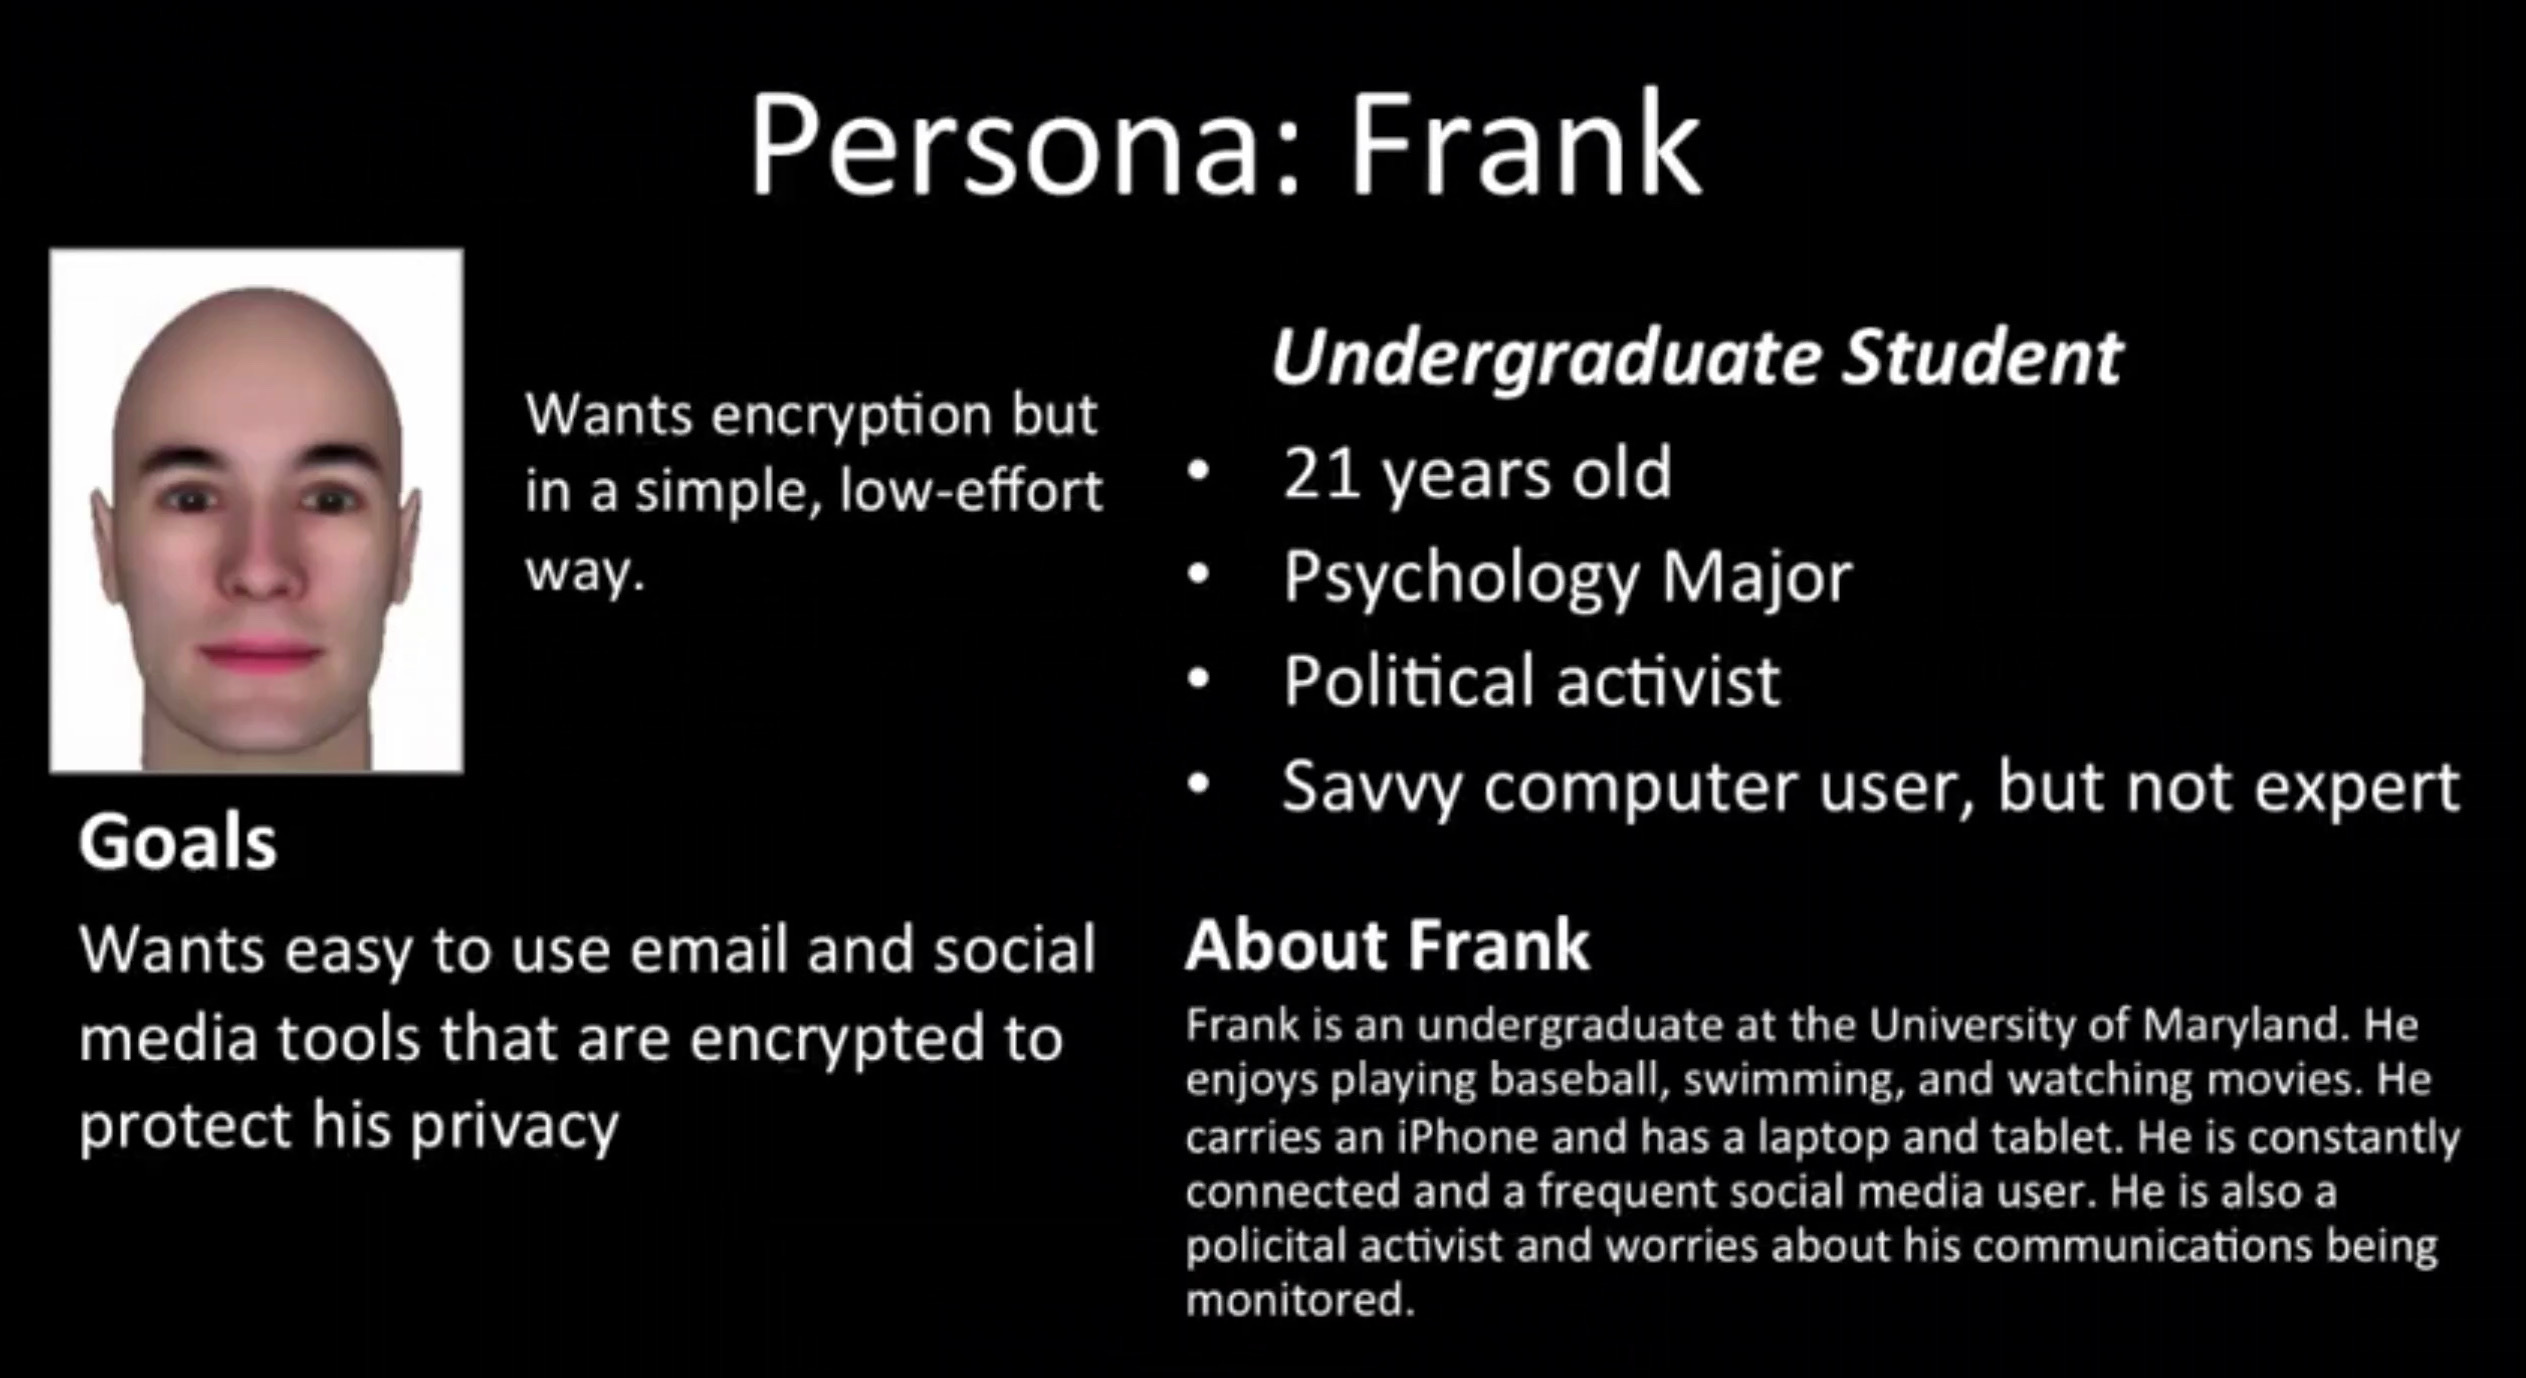 Persona: Frank
Wants encryption but
in a simple, low-effort
way.
Undergraduate Student
• 21 years old
• Psychology Major
• Political activist
• Savvy computer user, but not expert
Goals
Wants easy to use email and social
media tools that are encrypted to
protect his privacy
About Frank
Frank is an undergraduate at the University of Maryland. He
enjoys playing baseball, swimming, and watching movies. He
carries an iPhone and has a laptop and tablet. He is constantly
connected and a frequent social media user. He is also a
policital activist and worries about his communications being
monitored.